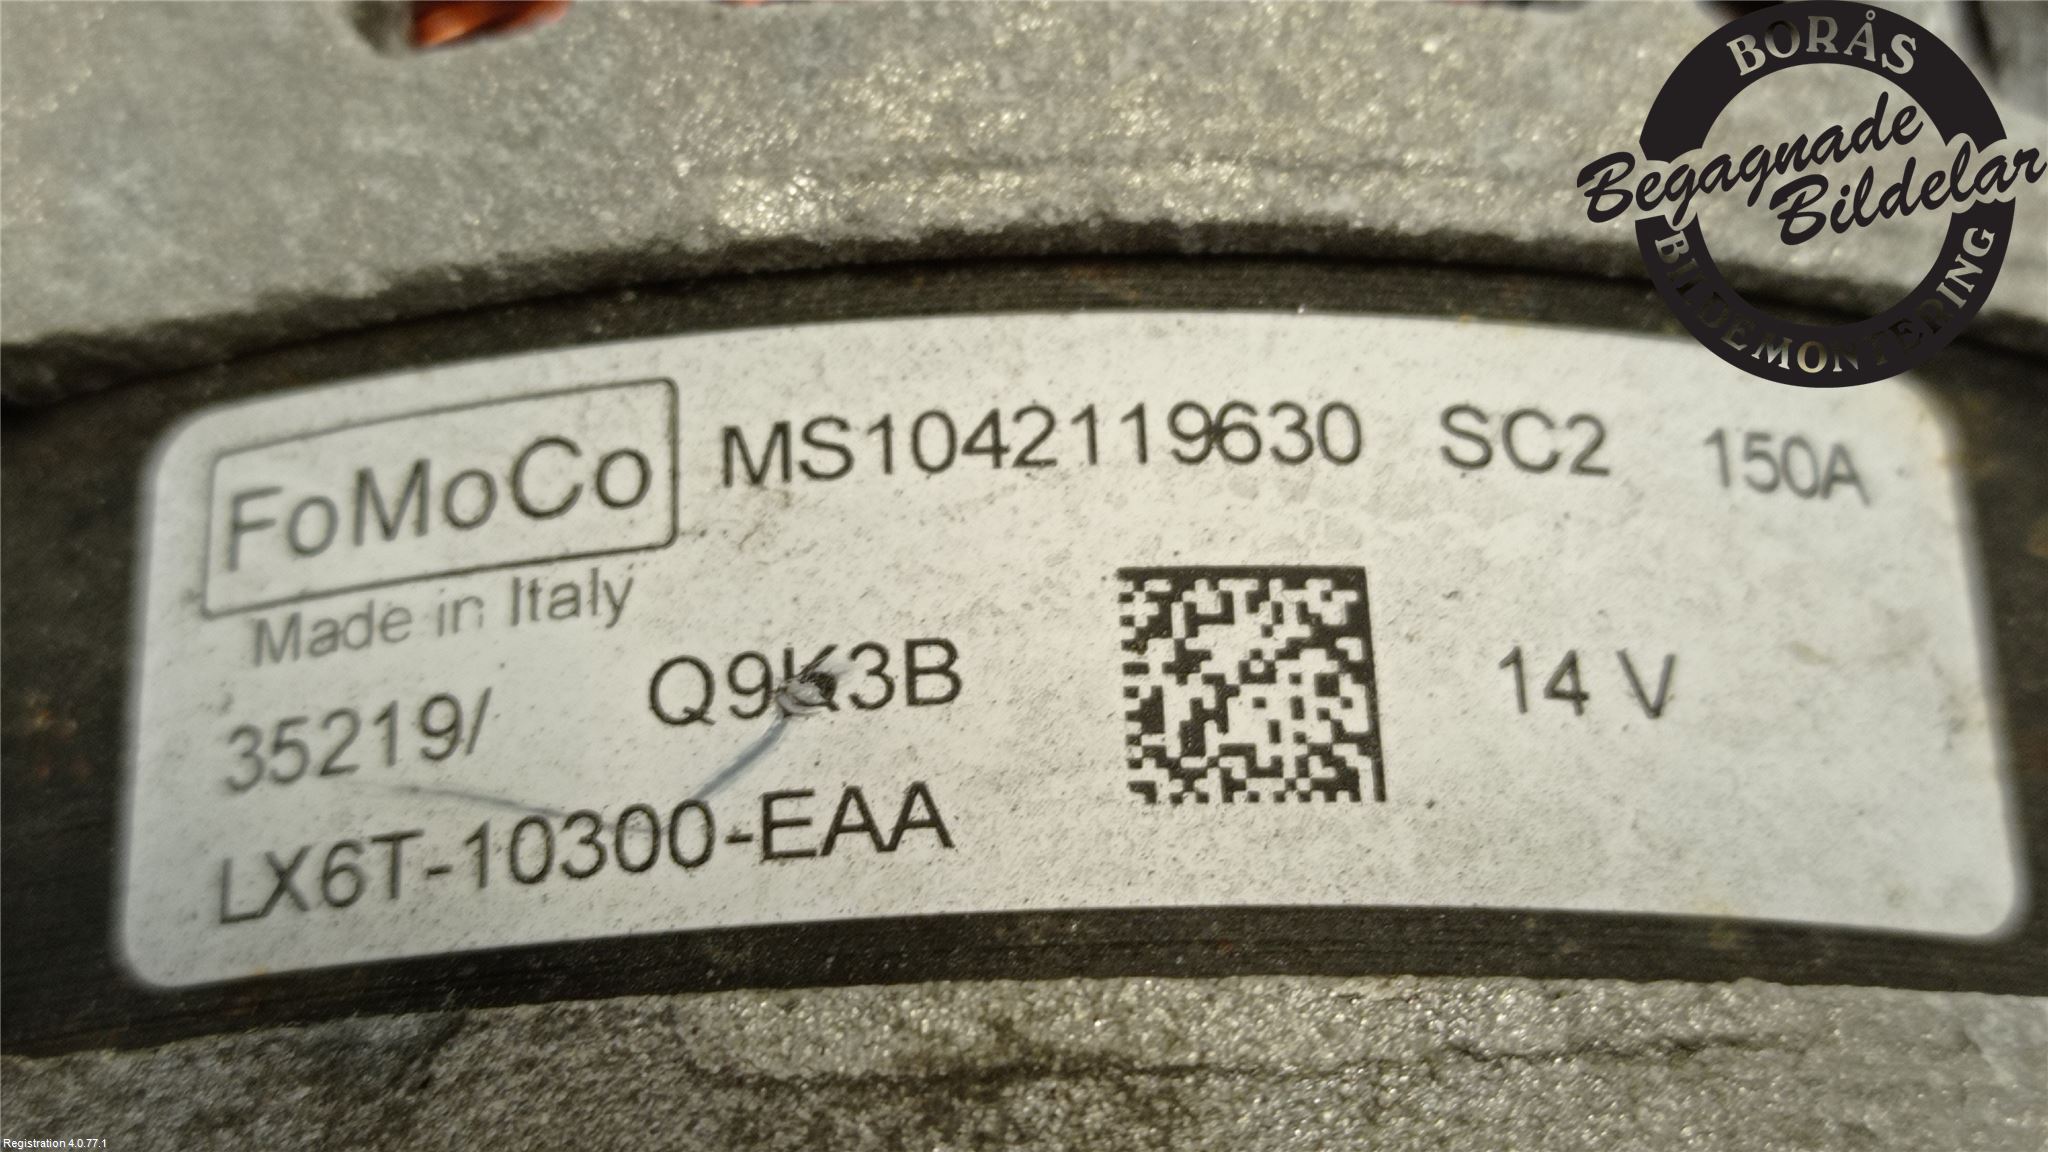 BORÅS
Begagnade
Bildelar
BILDEMONTERING
FoMoCo MS1042119630 SC2 150A
Made in Italy
35219/ Q9K3B 14 V
LX6T-10300-EAA
Registration 4.0.77.1